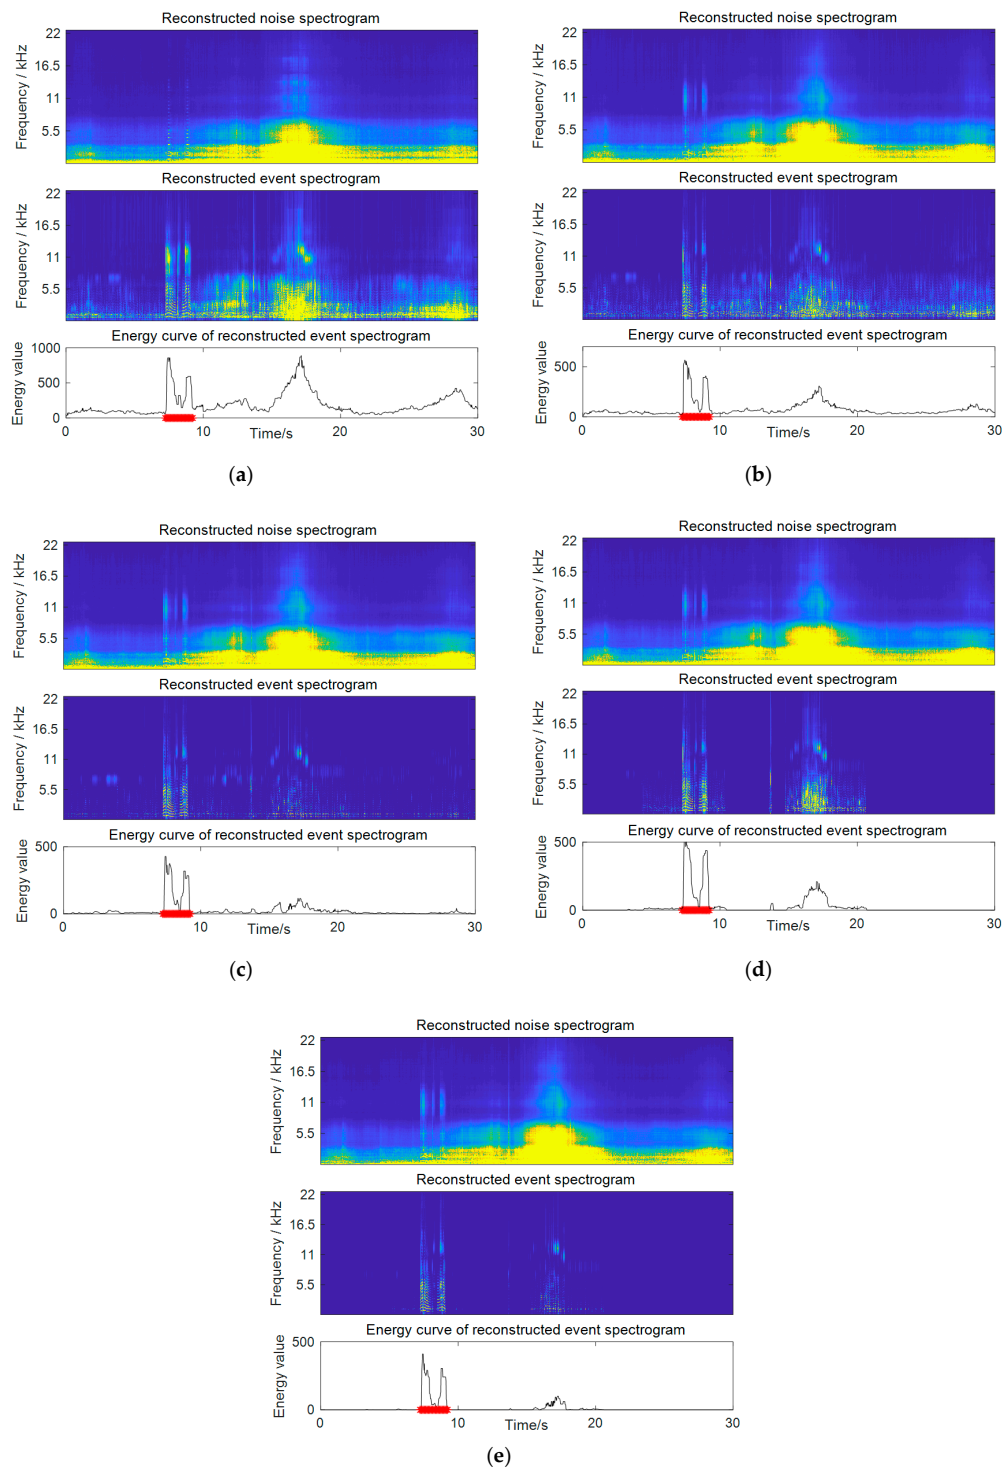 Reconstructed noise spectrogram
Frequency / kHz
22
16.5
11
5.5
Reconstructed event spectrogram
Frequency / kHz
22
16.5
11
5.5
Energy curve of reconstructed event spectrogram
Energy value
1000
500
0
0 10 20 30
Time/s
(a)
Reconstructed noise spectrogram
Frequency / kHz
22
16.5
11
5.5
Reconstructed event spectrogram
Frequency / kHz
22
16.5
11
5.5
Energy curve of reconstructed event spectrogram
Energy value
500
0
0 10 20 30
Time/s
(b)
Reconstructed noise spectrogram
Frequency / kHz
22
16.5
11
5.5
Reconstructed event spectrogram
Frequency / kHz
22
16.5
11
5.5
Energy curve of reconstructed event spectrogram
Energy value
500
0
0 10 20 30
Time/s
(c)
Reconstructed noise spectrogram
Frequency / kHz
22
16.5
11
5.5
Reconstructed event spectrogram
Frequency / kHz
22
16.5
11
5.5
Energy curve of reconstructed event spectrogram
Energy value
500
0
0 10 20 30
Time/s
(d)
Reconstructed noise spectrogram
Frequency / kHz
22
16.5
11
5.5
Reconstructed event spectrogram
Frequency / kHz
22
16.5
11
5.5
Energy curve of reconstructed event spectrogram
Energy value
500
0
0 10 20 30
Time/s
(e)